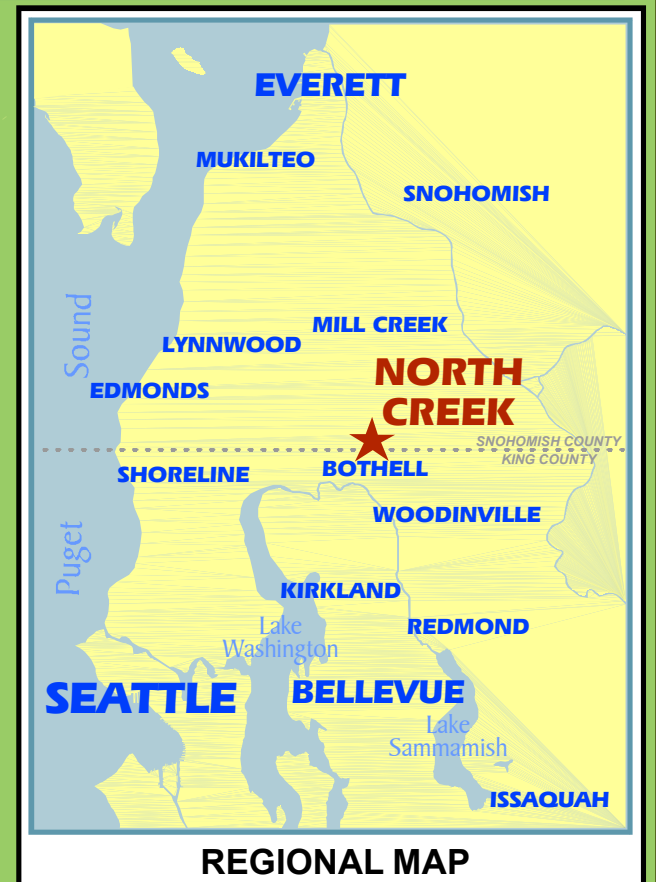 EVERETT
MUKILTEO
SNOHOMISH
Sound
MILL CREEK
LYNNWOOD
NORTH
CREEK
EDMONDS
SNOHOMISH COUNTY
KING COUNTY
BOTHELL
SHORELINE
WOODINVILLE
Puget
KIRKLAND
Lake
Washington
REDMOND
SEATTLE
BELLEVUE
Lake
Sammamish
ISSAQUAH
REGIONAL MAP